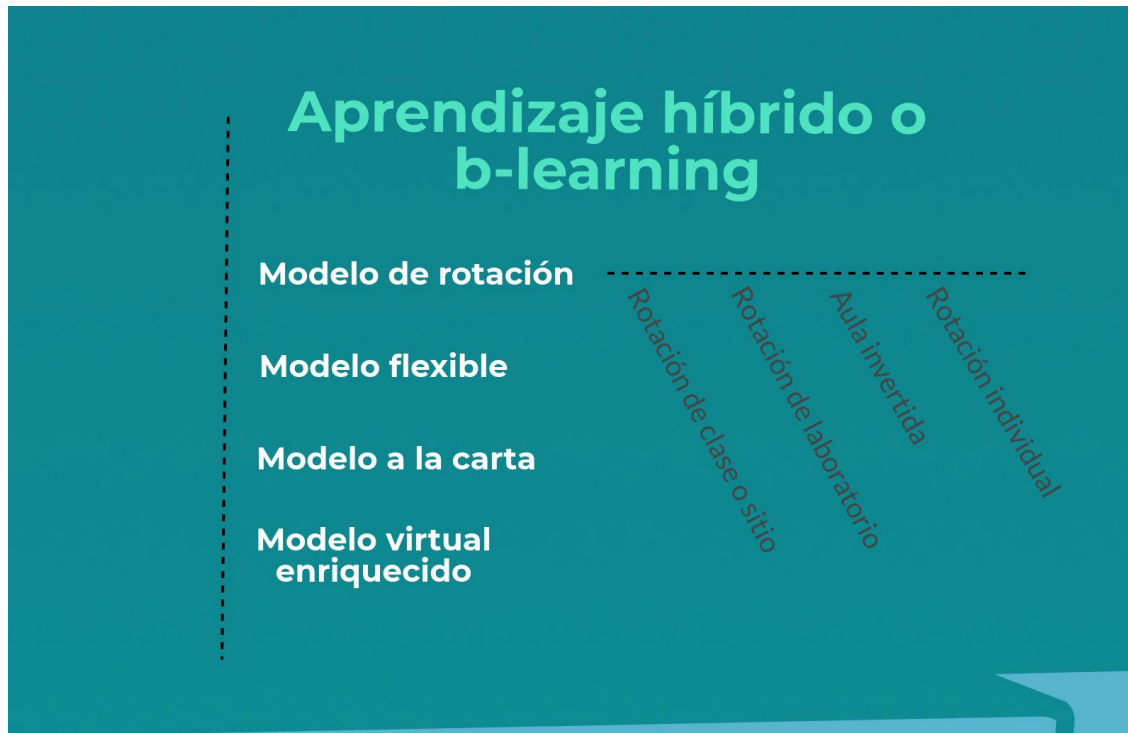 Aprendizaje híbrido o
b-learning
Modelo de rotación
Rotación de clase o sitio
Rotación de laboratorio
Aula invertida
Rotación individual
Modelo flexible
Modelo a la carta
Modelo virtual
enriquecido